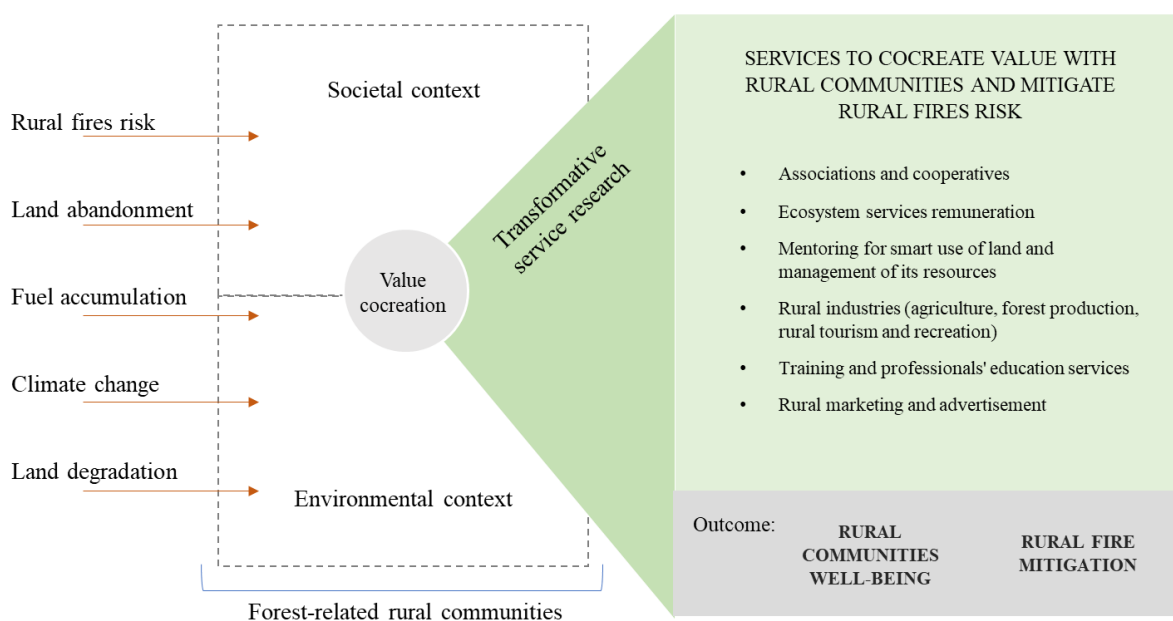 Rural fires risk
Land abandonment
Fuel accumulation
Climate change
Land degradation
Societal context
Value
cocreation
Environmental context
Forest-related rural communities
Transformative
service research
SERVICES TO COCREATE VALUE WITH
RURAL COMMUNITIES AND MITIGATE
RURAL FIRES RISK
• Associations and cooperatives
• Ecosystem services remuneration
• Mentoring for smart use of land and
management of its resources
• Rural industries (agriculture, forest production,
rural tourism and recreation)
• Training and professionals' education services
• Rural marketing and advertisement
Outcome:
RURAL
COMMUNITIES
WELL-BEING
RURAL FIRE
MITIGATION